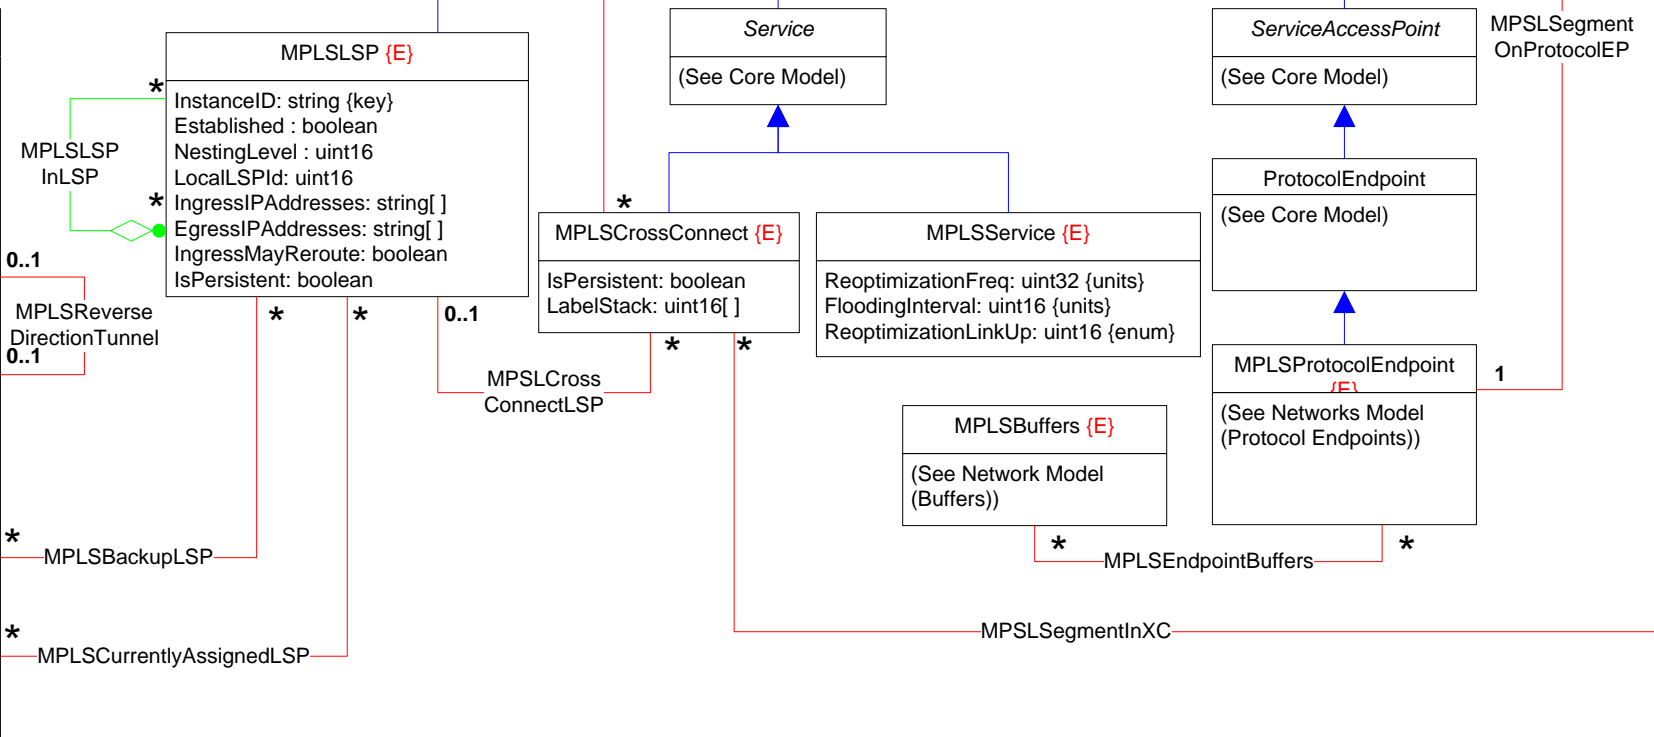 MPLSLSP {E}
InstanceID: string {key}
Established : boolean
NestingLevel : uint16
LocalLSPId: uint16
IngressIPAddresses: string[ ]
EgressIPAddresses: string[ ]
IngressMayReroute: boolean
IsPersistent: boolean
*
MPLSLSP
InLSP
*
0..1
MPLSReverse
DirectionTunnel
0..1
*
*
0..1
MPSLCross
ConnectLSP
*
MPLSBackupLSP
*
MPLSCurrentlyAssignedLSP
Service
(See Core Model)
*
MPLSCrossConnect {E}
IsPersistent: boolean
LabelStack: uint16[ ]
*
*
MPLSService {E}
ReoptimizationFreq: uint32 {units}
FloodingInterval: uint16 {units}
ReoptimizationLinkUp: uint16 {enum}
ServiceAccessPoint
(See Core Model)
MPSLSegment
OnProtocolEP
ProtocolEndpoint
(See Core Model)
MPLSProtocolEndpoint
{E}
(See Networks Model
(Protocol Endpoints))
1
MPLSBuffers {E}
(See Network Model
(Buffers))
*
*
MPLSEndpointBuffers
MPSLSegmentInXC